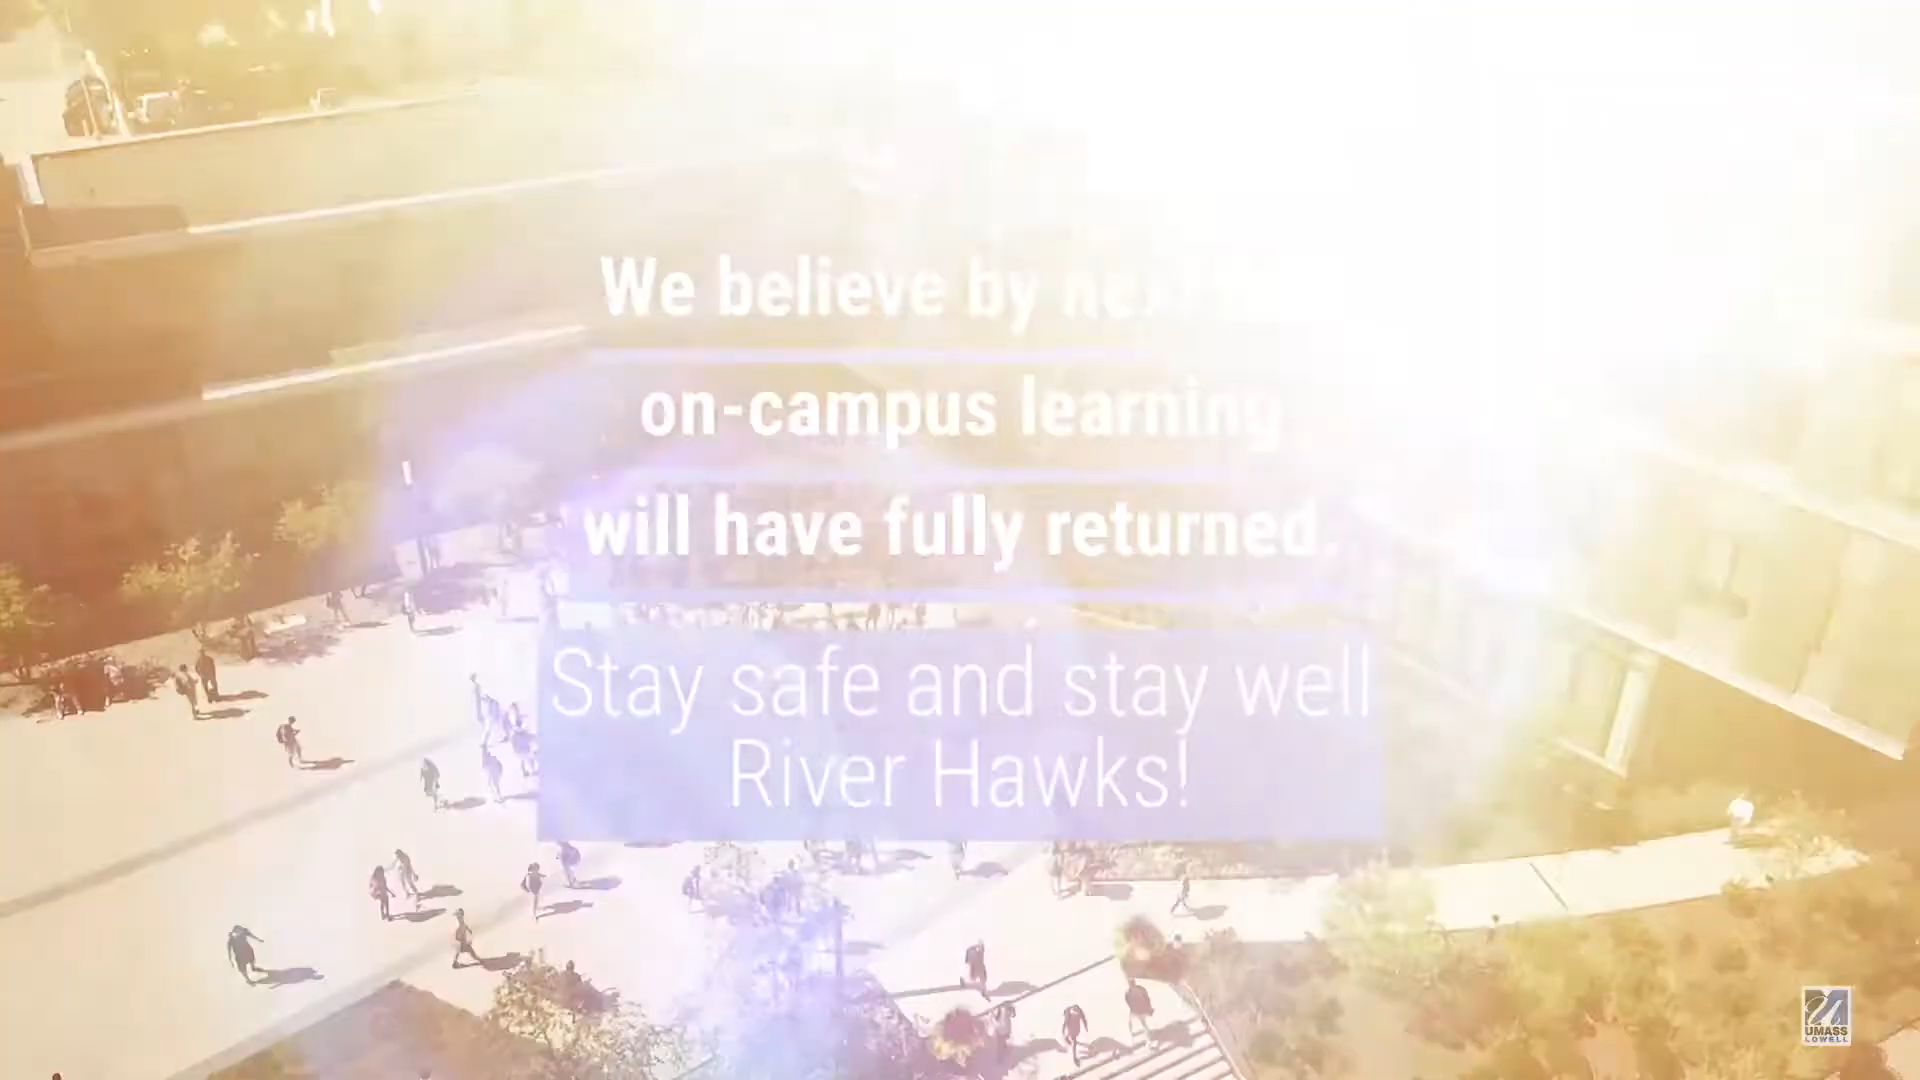 We believe by next
on-campus learning
will have fully returned.
Stay safe and stay well
River Hawks!
UMASS
LOWELL